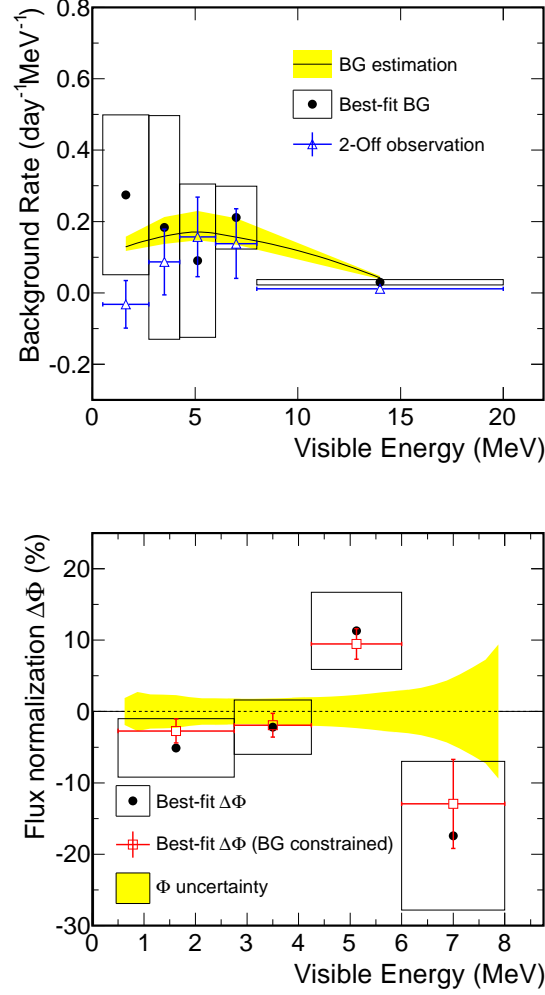 0.8
0.6
0.4
0.2
0.0
-0.2
Background Rate (day⁻¹MeV⁻¹)
BG estimation
Best-fit BG
2-Off observation
0 5 10 15 20
Visible Energy (MeV)
20
10
0
-10
-20
-30
Flux normalization ΔΦ (%)
Best-fit ΔΦ
Best-fit ΔΦ (BG constrained)
Φ uncertainty
0 1 2 3 4 5 6 7 8
Visible Energy (MeV)